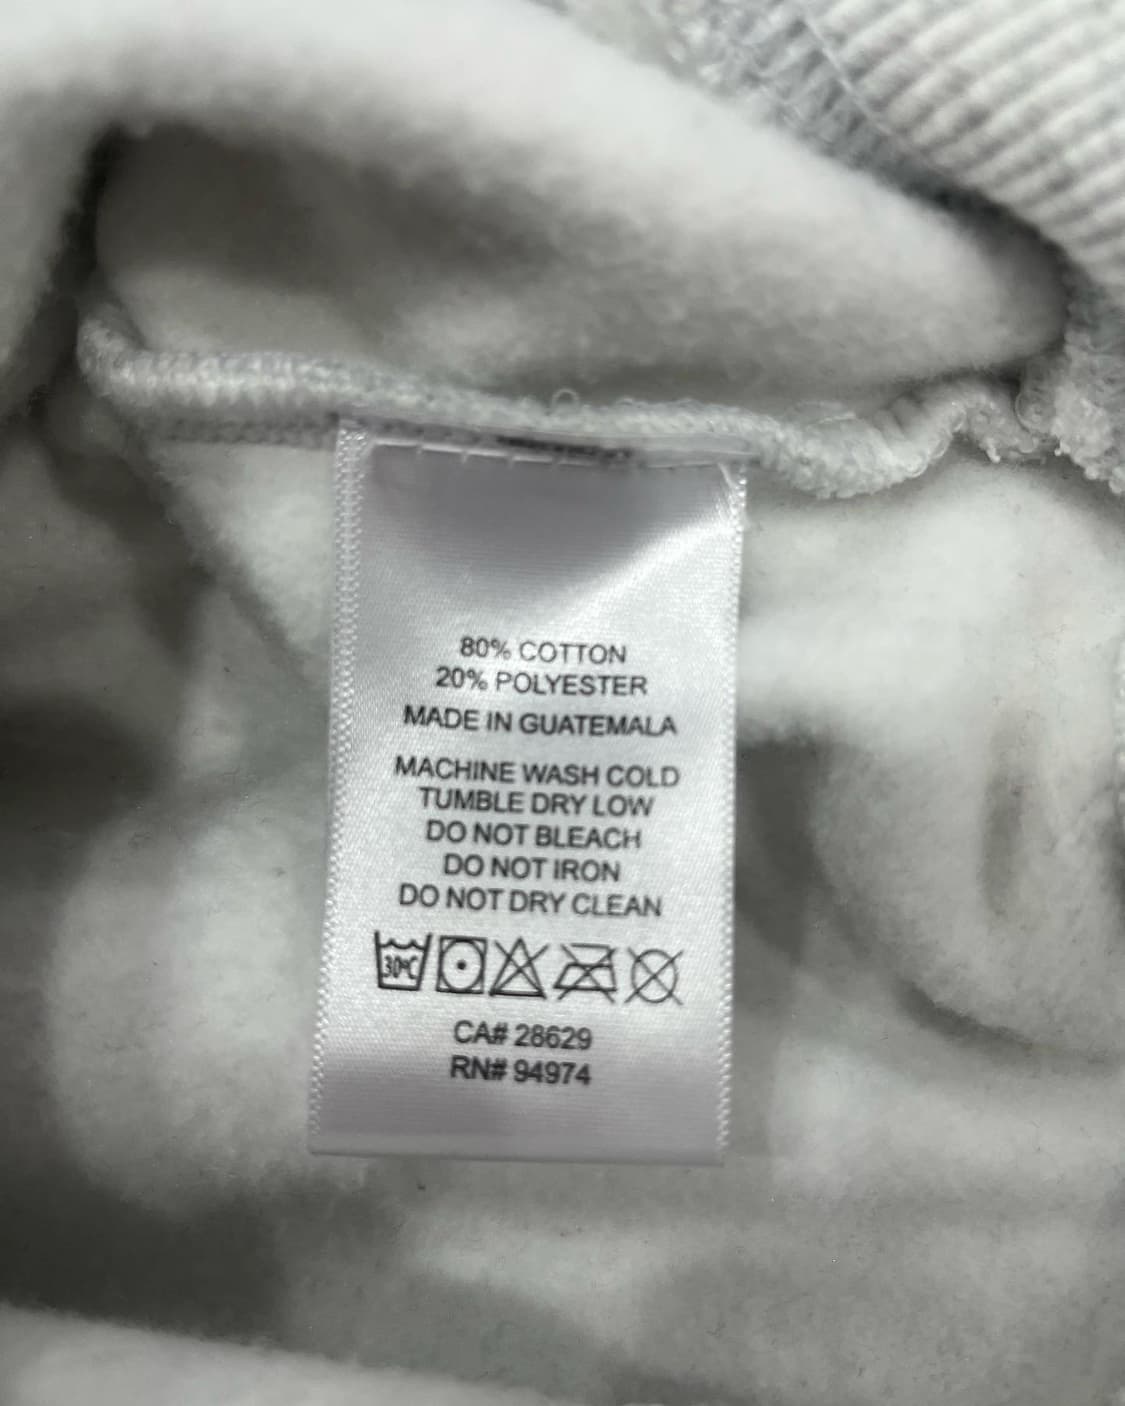 80% COTTON
20% POLYESTER
MADE IN GUATEMALA
MACHINE WASH COLD
TUMBLE DRY LOW
DO NOT BLEACH
DO NOT IRON
DO NOT DRY CLEAN
30°C
CA# 28629
RN# 94974